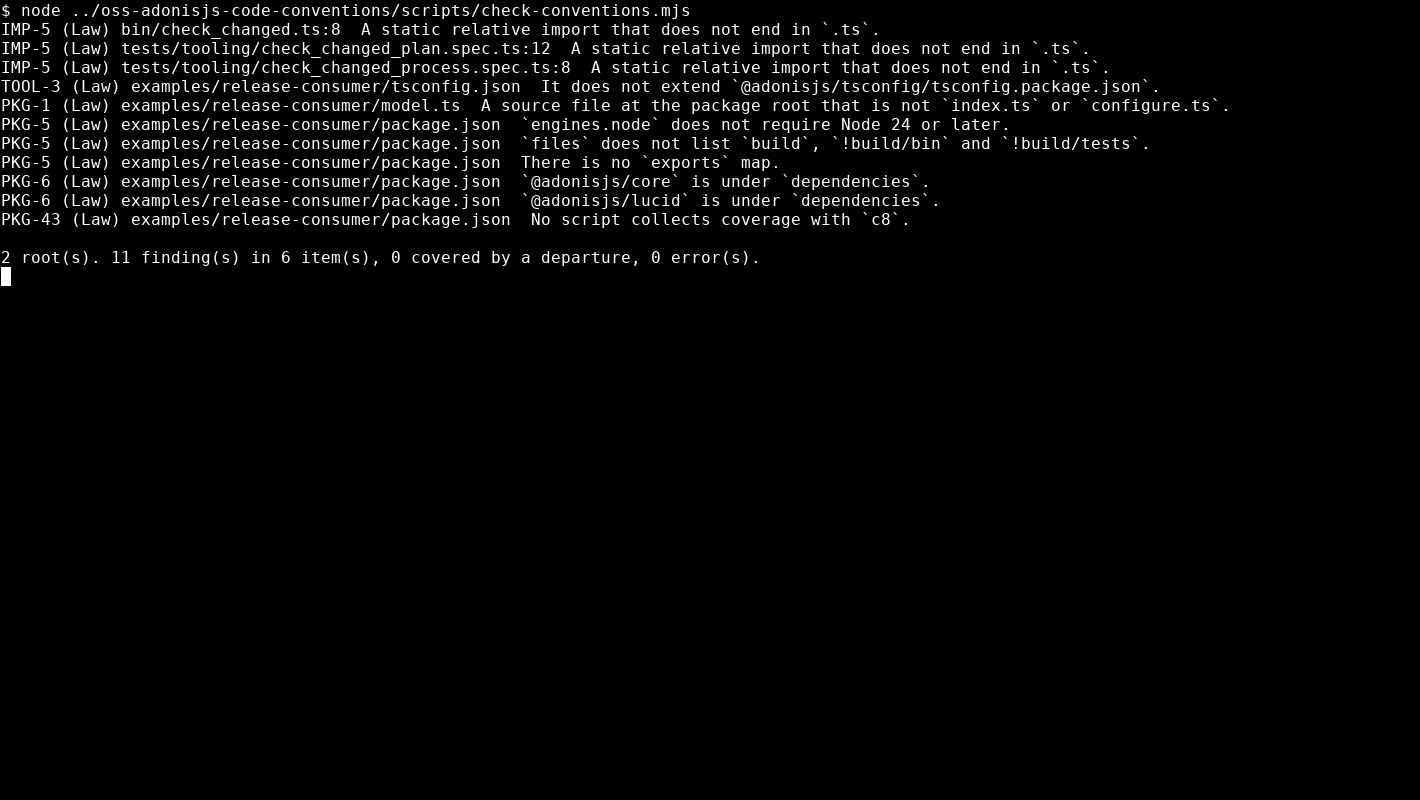 $ node ../oss-adonisjs-code-conventions/scripts/check-conventions.mjs
IMP-5 (Law) bin/check_changed.ts:8  A static relative import that does not end in `.ts`.
IMP-5 (Law) tests/tooling/check_changed_plan.spec.ts:12  A static relative import that does not end in `.ts`.
IMP-5 (Law) tests/tooling/check_changed_process.spec.ts:8  A static relative import that does not end in `.ts`.
TOOL-3 (Law) examples/release-consumer/tsconfig.json  It does not extend `@adonisjs/tsconfig/tsconfig.package.json`.
PKG-1 (Law) examples/release-consumer/model.ts  A source file at the package root that is not `index.ts` or `configure.ts`.
PKG-5 (Law) examples/release-consumer/package.json  `engines.node` does not require Node 24 or later.
PKG-5 (Law) examples/release-consumer/package.json  `files` does not list `build`, `!build/bin` and `!build/tests`.
PKG-5 (Law) examples/release-consumer/package.json  There is no `exports` map.
PKG-6 (Law) examples/release-consumer/package.json  `@adonisjs/core` is under `dependencies`.
PKG-6 (Law) examples/release-consumer/package.json  `@adonisjs/lucid` is under `dependencies`.
PKG-43 (Law) examples/release-consumer/package.json  No script collects coverage with `c8`.

2 root(s). 11 finding(s) in 6 item(s), 0 covered by a departure, 0 error(s).